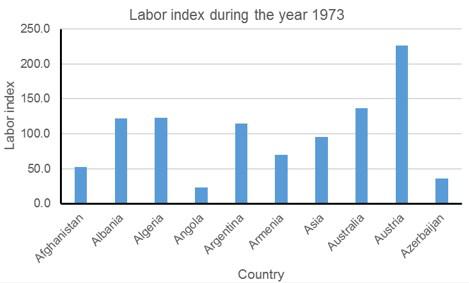 Labor index during the year 1973
250.0
200.0
150.0
100.0
50.0
0.0
Labor index
Afghanistan
Albania
Algeria
Angola
Argentina
Armenia
Asia
Australia
Austria
Azerbaijan
Country